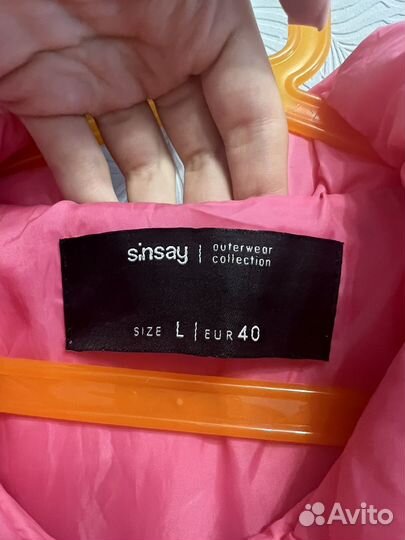 sinsay | outerwear
collection
SIZE L | EUR 40
Avito